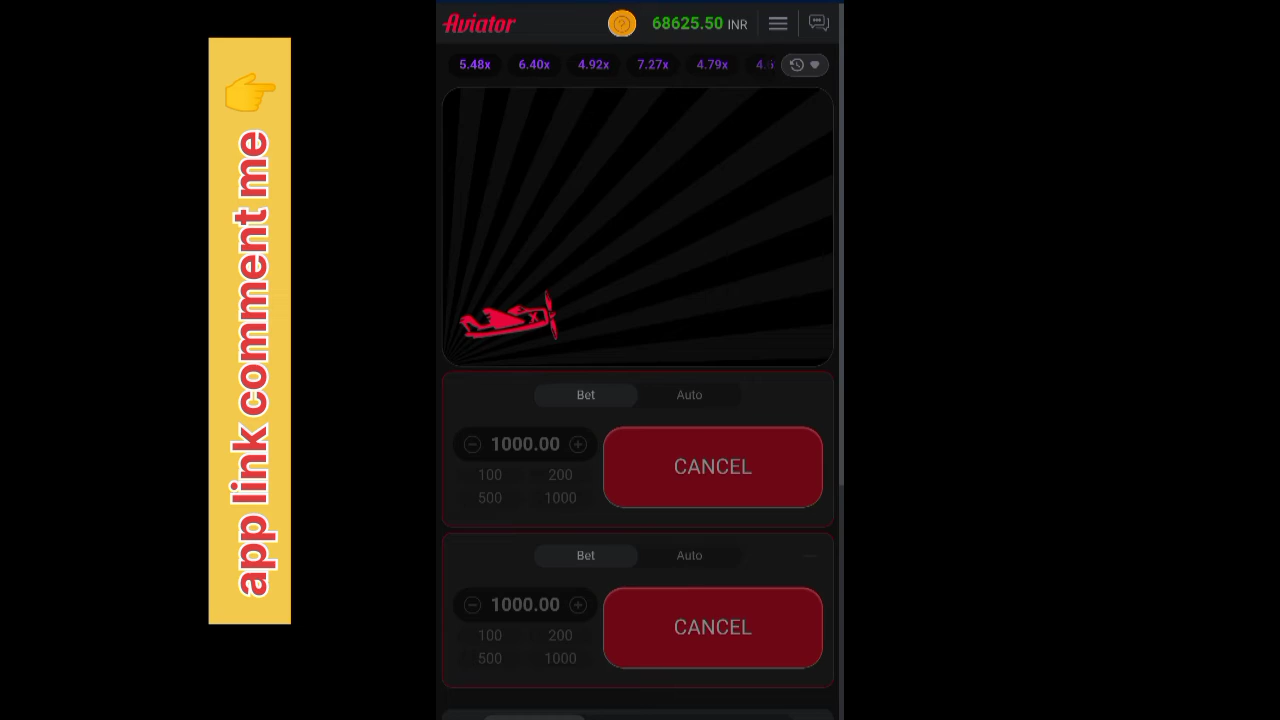 app link comment me 👉
Aviator
68625.50 INR
5.48x 6.40x 4.92x 7.27x 4.79x
Bet Auto
1000.00
100 200
500 1000
CANCEL
Bet Auto
1000.00
100 200
500 1000
CANCEL